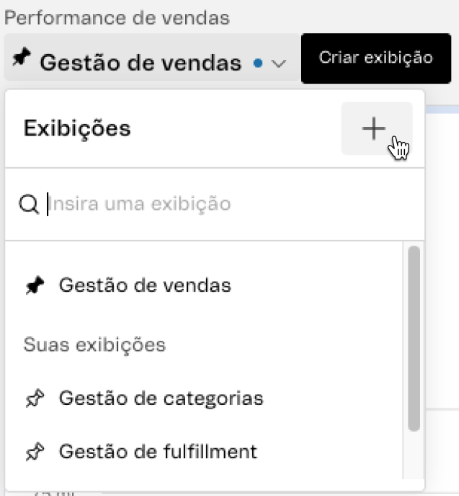 Performance de vendas
Gestão de vendas
Criar exibição
Exibições
Insira uma exibição
Gestão de vendas
Suas exibições
Gestão de categorias
Gestão de fulfillment